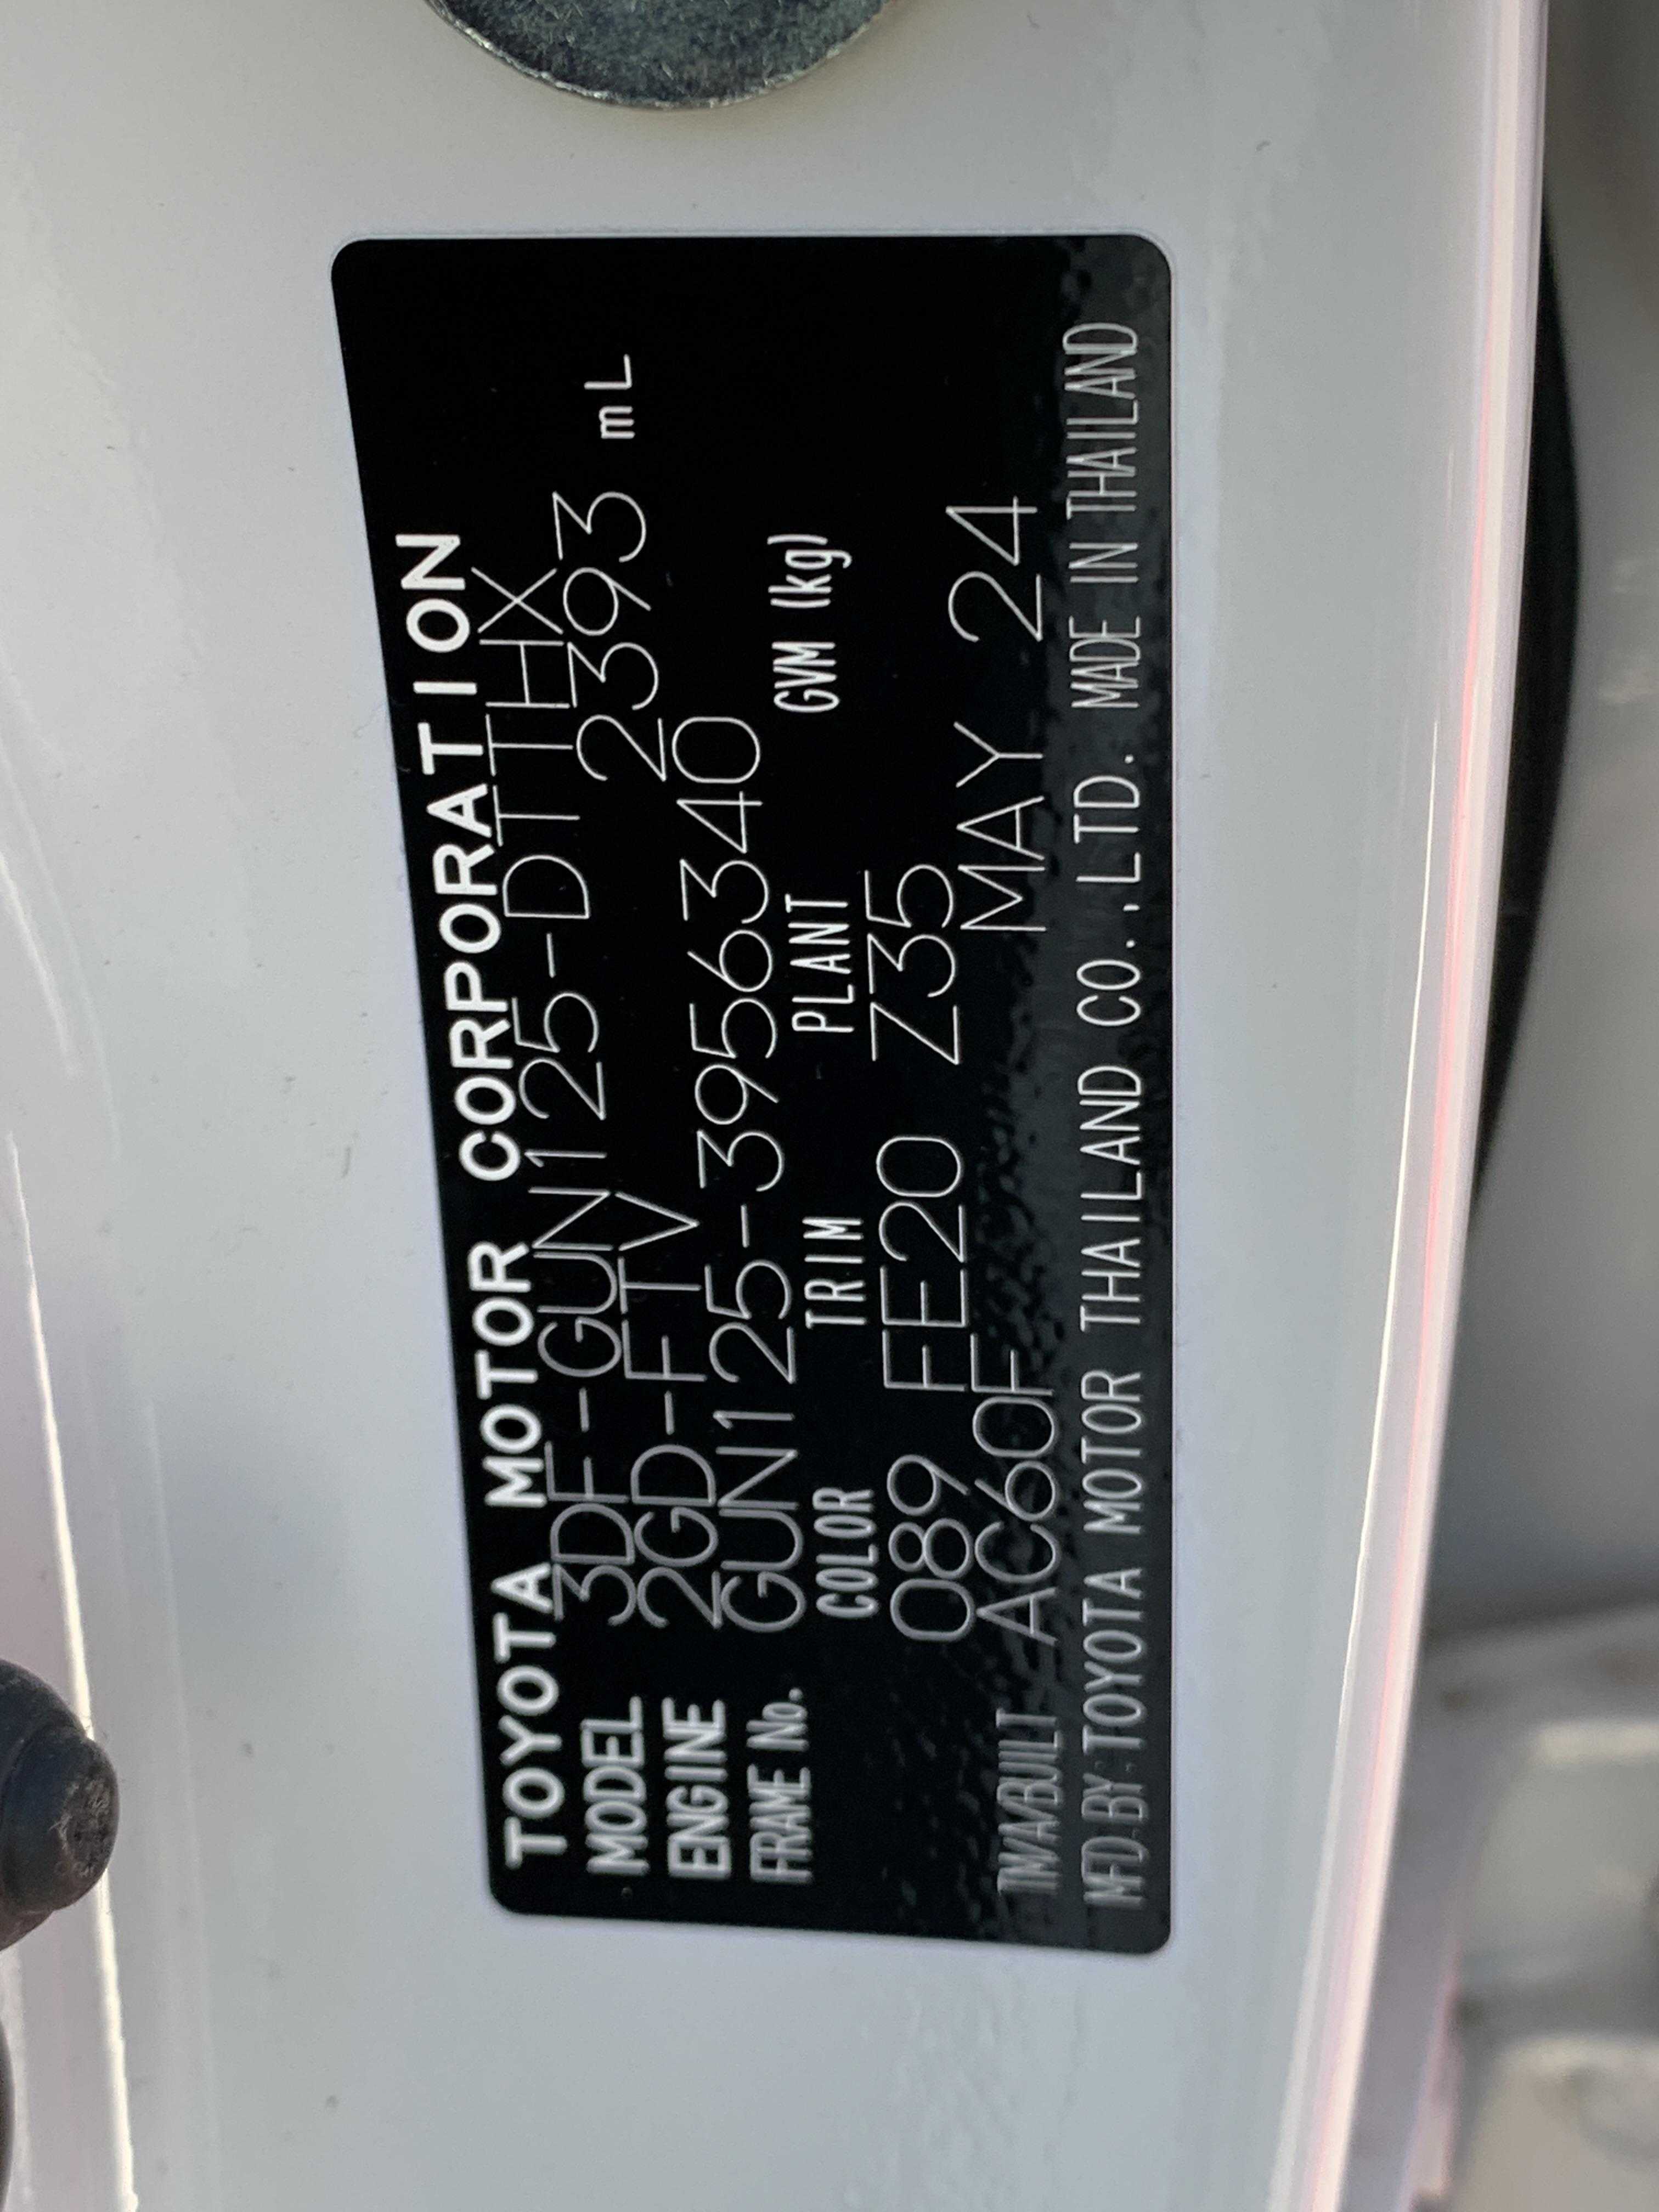 TOYOTA MOTOR CORPORATION
MODEL 3DF-GUN125-DTTHX
ENGINE 2GD-FTV 2393 mL
FRAME No. GUN125-3956340
COLOR TRIM PLANT GVM (kg)
089 FE20 Z35
T/M/A/BUILT AC60F MAY 24
MFD.BY:TOYOTA MOTOR THAILAND CO.,LTD. MADE IN THAILAND